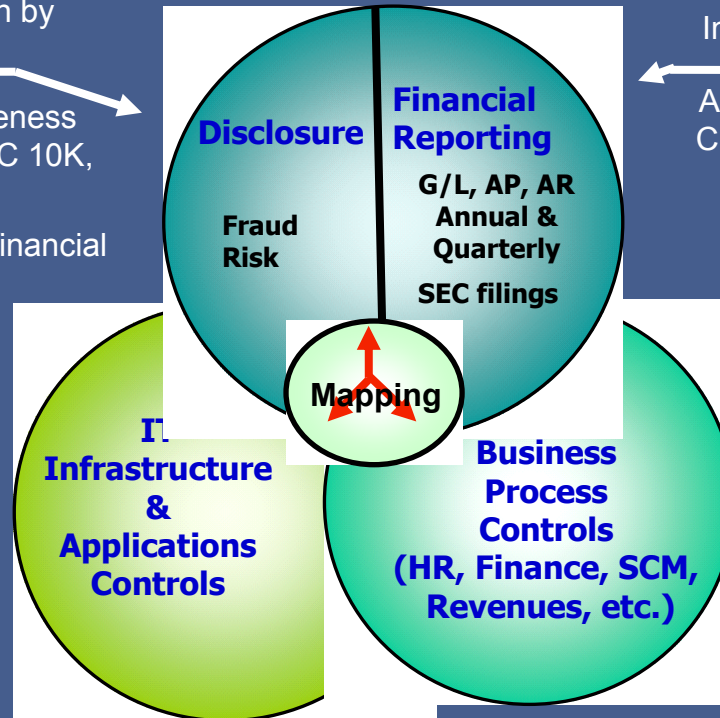 by
eness
C 10K,
inancial
Disclosure
Fraud
Risk
Financial
Reporting
G/L, AP, AR
Annual &
Quarterly
SEC filings
In
A
C
Mapping
IT
Infrastructure
&
Applications
Controls
Business
Process
Controls
(HR, Finance, SCM,
Revenues, etc.)